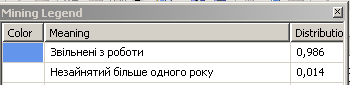 Mining Legend
Color Meaning Distributio
Звільнені з роботи 0,986
Незайнятий більше одного року 0,014